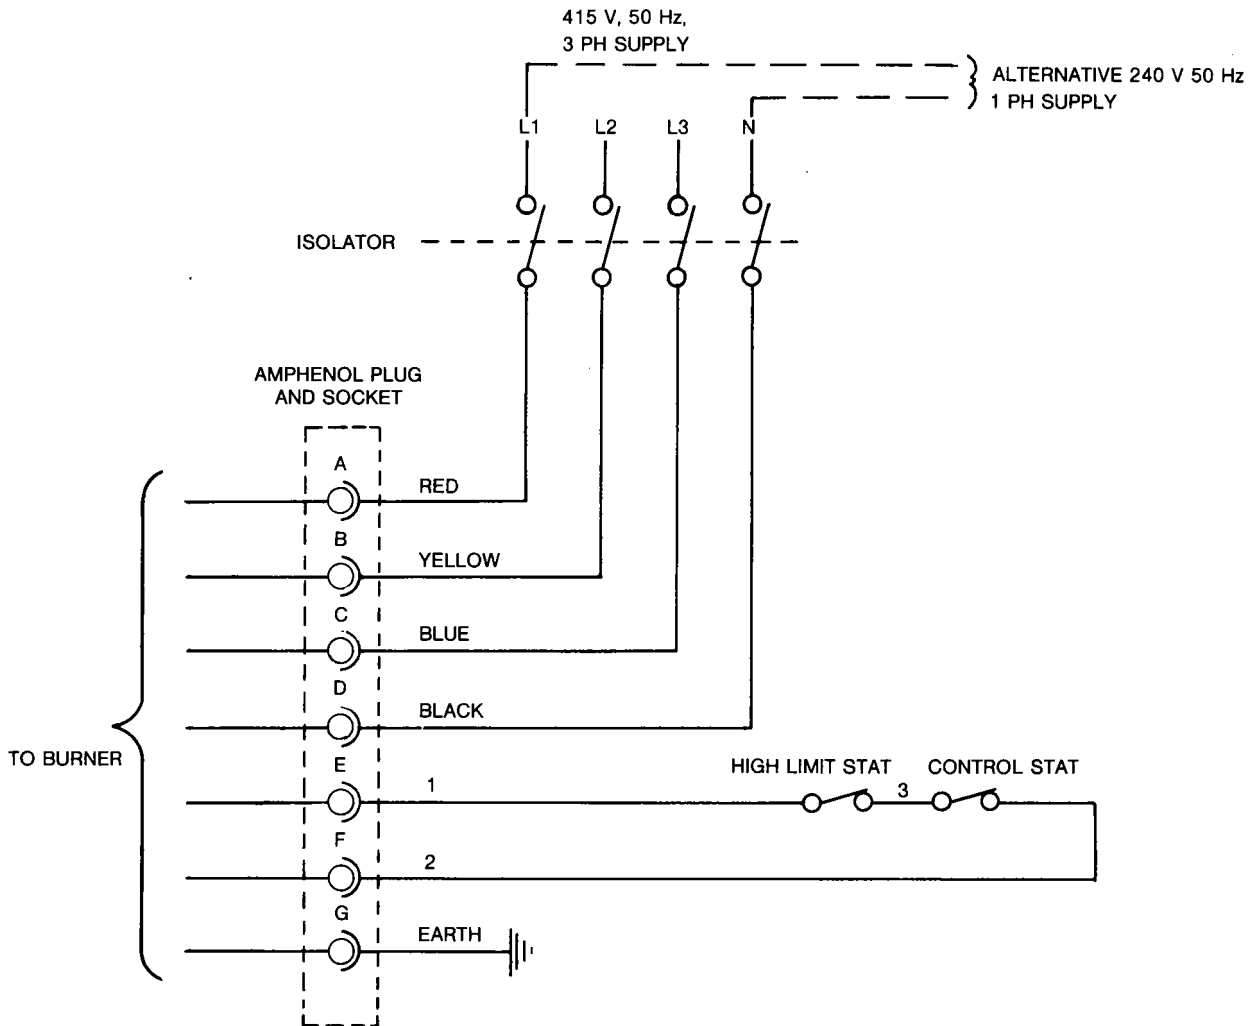 415 V, 50 Hz,
3 PH SUPPLY
ALTERNATIVE 240 V 50 Hz
1 PH SUPPLY
L1 L2 L3 N
ISOLATOR
AMPHENOL PLUG
AND SOCKET
A
RED
B
YELLOW
C
BLUE
D
BLACK
TO BURNER
E
1
HIGH LIMIT STAT 3 CONTROL STAT
F
2
G
EARTH